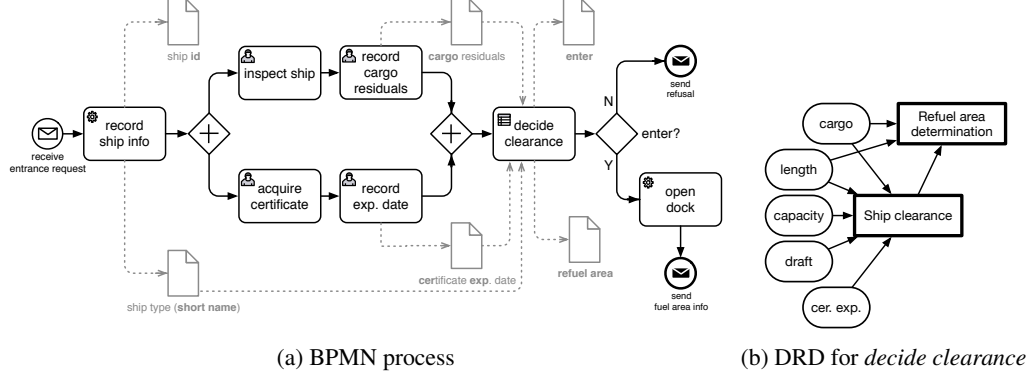 ship id
cargo residuals
enter
inspect ship
record
cargo
residuals
send
refusal
record
ship info
receive
entrance request
decide
clearance
N
enter?
Y
acquire
certificate
record
exp. date
open
dock
certificate exp. date
refuel area
send
fuel area info
ship type (short name)
(a) BPMN process
cargo
Refuel area
determination
length
capacity
Ship clearance
draft
cer. exp.
(b) DRD for decide clearance